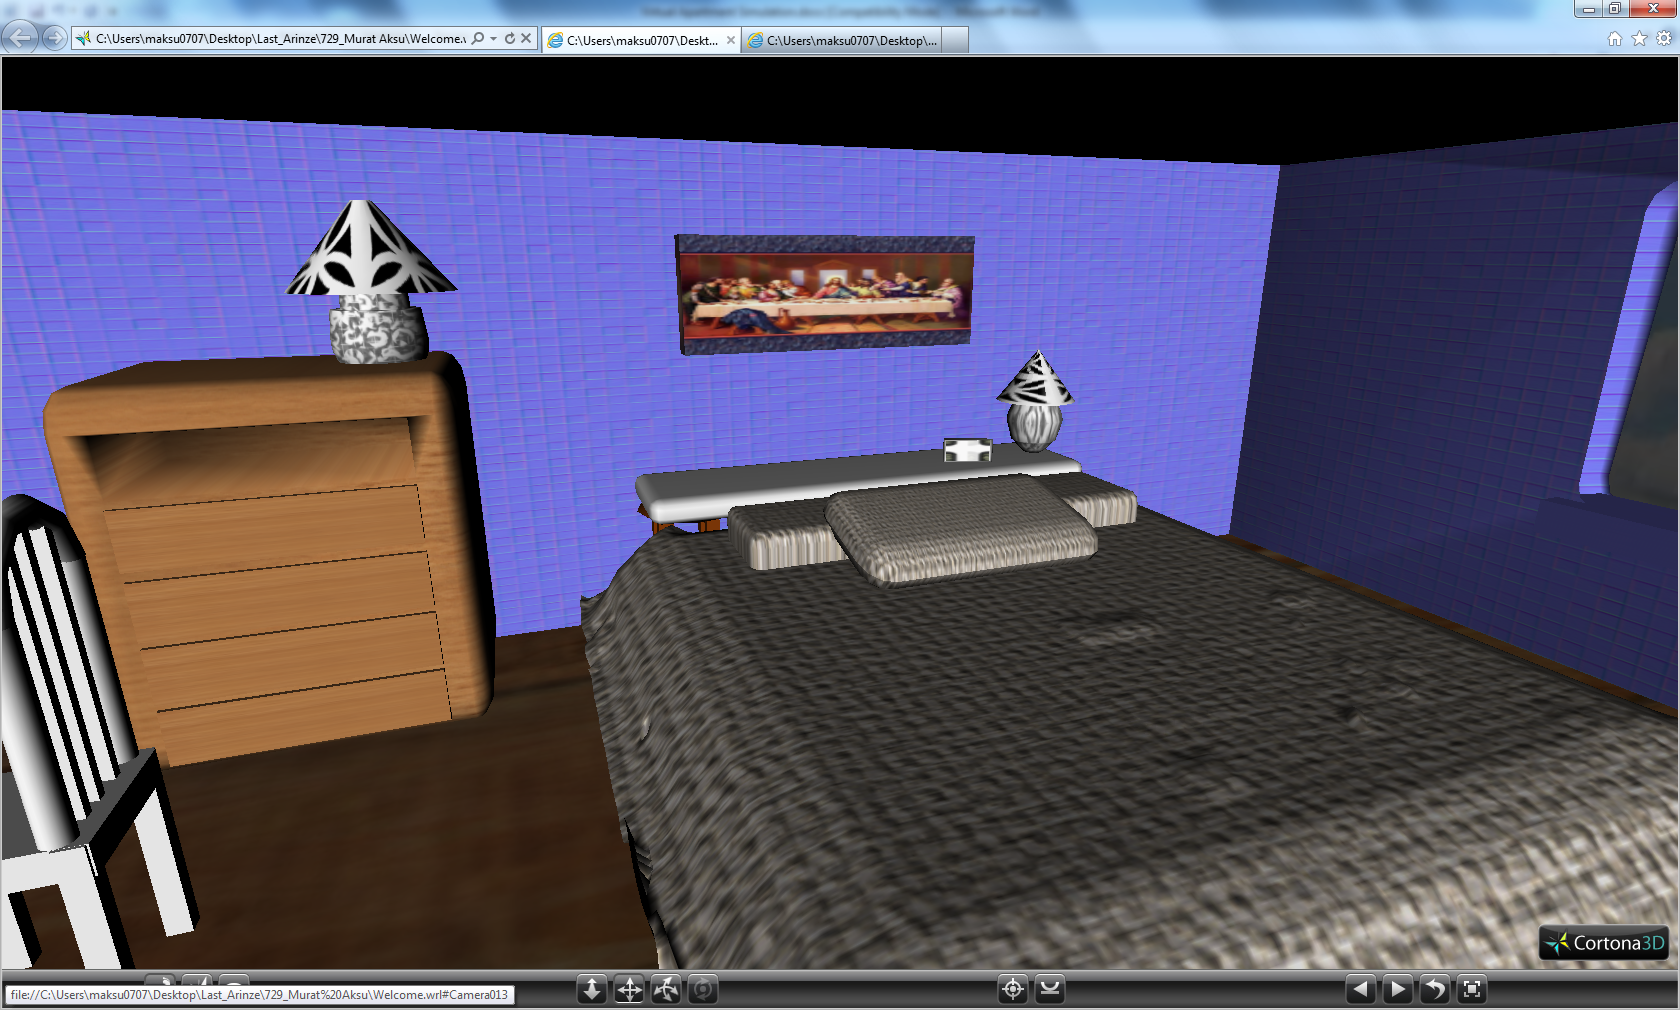 C:\Users\maksu0707\Desktop\Last_Arinze\729_Murat Aksu\Welcome.v
C:\Users\maksu0707\Deskt...
C:\Users\maksu0707\Desktop\...
Cortona3D
file://C:\Users\maksu0707\Desktop\Last_Arinze\729_Murat%20Aksu\Welcome.wrl#Camera013